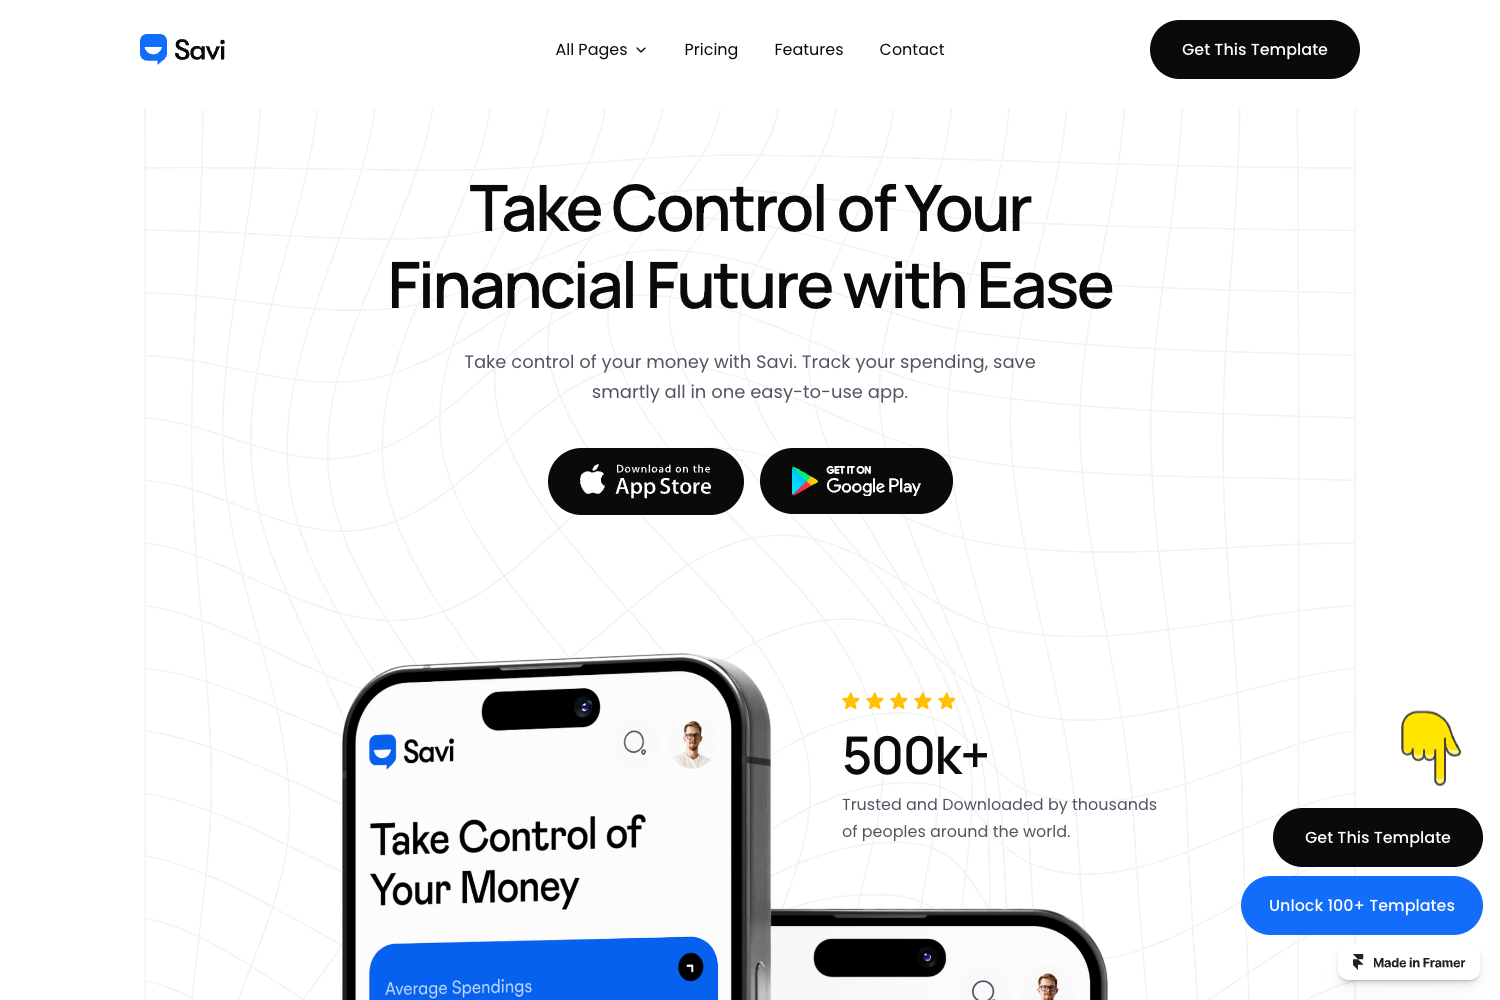 Savi
All Pages
Pricing
Features
Contact
Get This Template
Take Control of Your
Financial Future with Ease
Take control of your money with Savi. Track your spending, save
smartly all in one easy-to-use app.
Download on the
App Store
GET IT ON
Google Play
500k+
Trusted and Downloaded by thousands
of peoples around the world.
Savi
Take Control of
Your Money
Average Spendings
Get This Template
Unlock 100+ Templates
Made in Framer